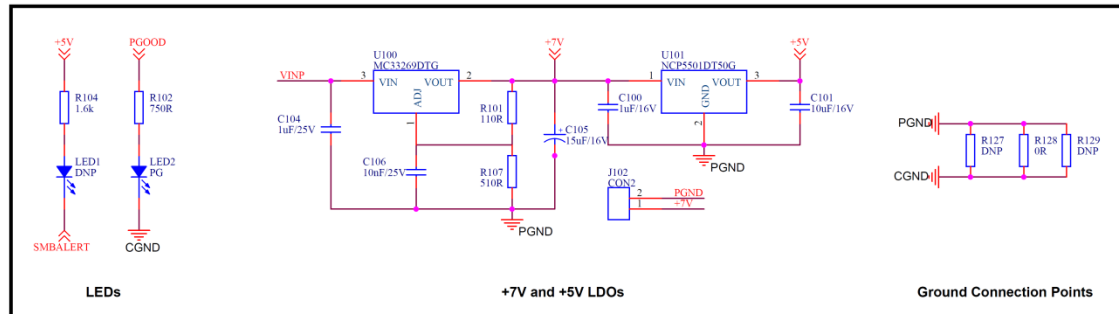 +5V
PGOOD
R104
1.6k
R102
750R
LED1
DNP
LED2
PG
SMBALERT
CGND
LEDs
VINP
U100
MC33269DTG
3
VIN
VOUT
2
ADJ
1
C104
1uF/25V
C106
10nF/25V
R101
110R
R107
510R
+7V
+
C105
15uF/16V
PGND
U101
NCP5501DT50G
1
VIN
VOUT
3
GND
2
+5V
C100
1uF/16V
C101
10uF/16V
PGND
J102
CON2
2
PGND
1
+7V
+7V and +5V LDOs
PGND
CGND
R127
DNP
R128
0R
R129
DNP
Ground Connection Points